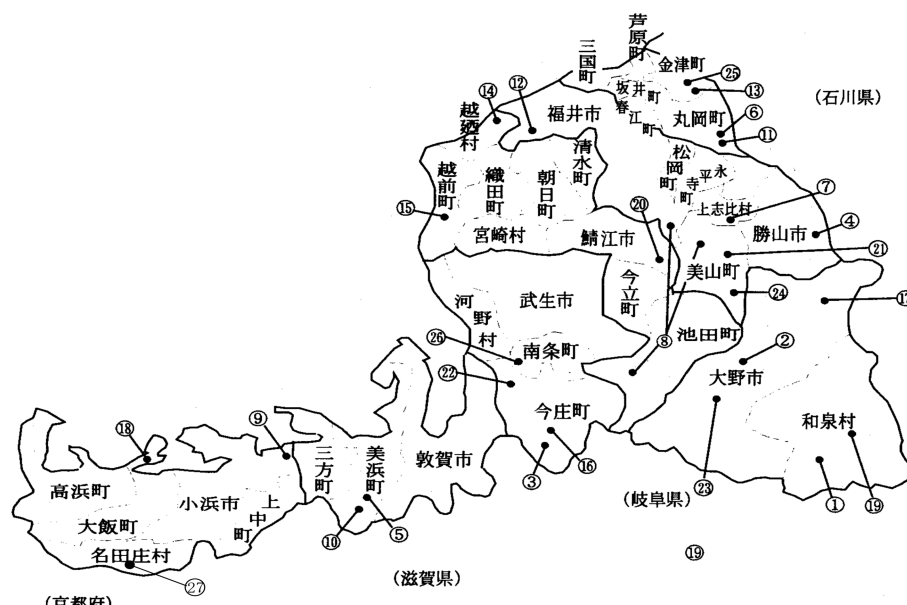 芦原町
三国町
金津町
㉕
⑬
(石川県)
坂井町
春江町
丸岡町
⑥
⑪
⑭
⑫
福井市
越廼村
清水町
松岡町
永平寺町
上志比村
⑦
越前町
織田町
朝日町
⑮
宮崎村
鯖江市
⑳
勝山市
④
㉑
美山町
今立町
㉔
⑰
河野村
武生市
池田町
⑧
②
㉖
南条町
大野市
㉒
今庄町
和泉村
⑱
⑨
三方町
美浜町
敦賀市
③
⑯
㉓
(岐阜県)
①
⑲
高浜町
小浜市
上中町
大飯町
⑩
⑤
名田庄村
㉗
⑲
(滋賀県)
(京都府)